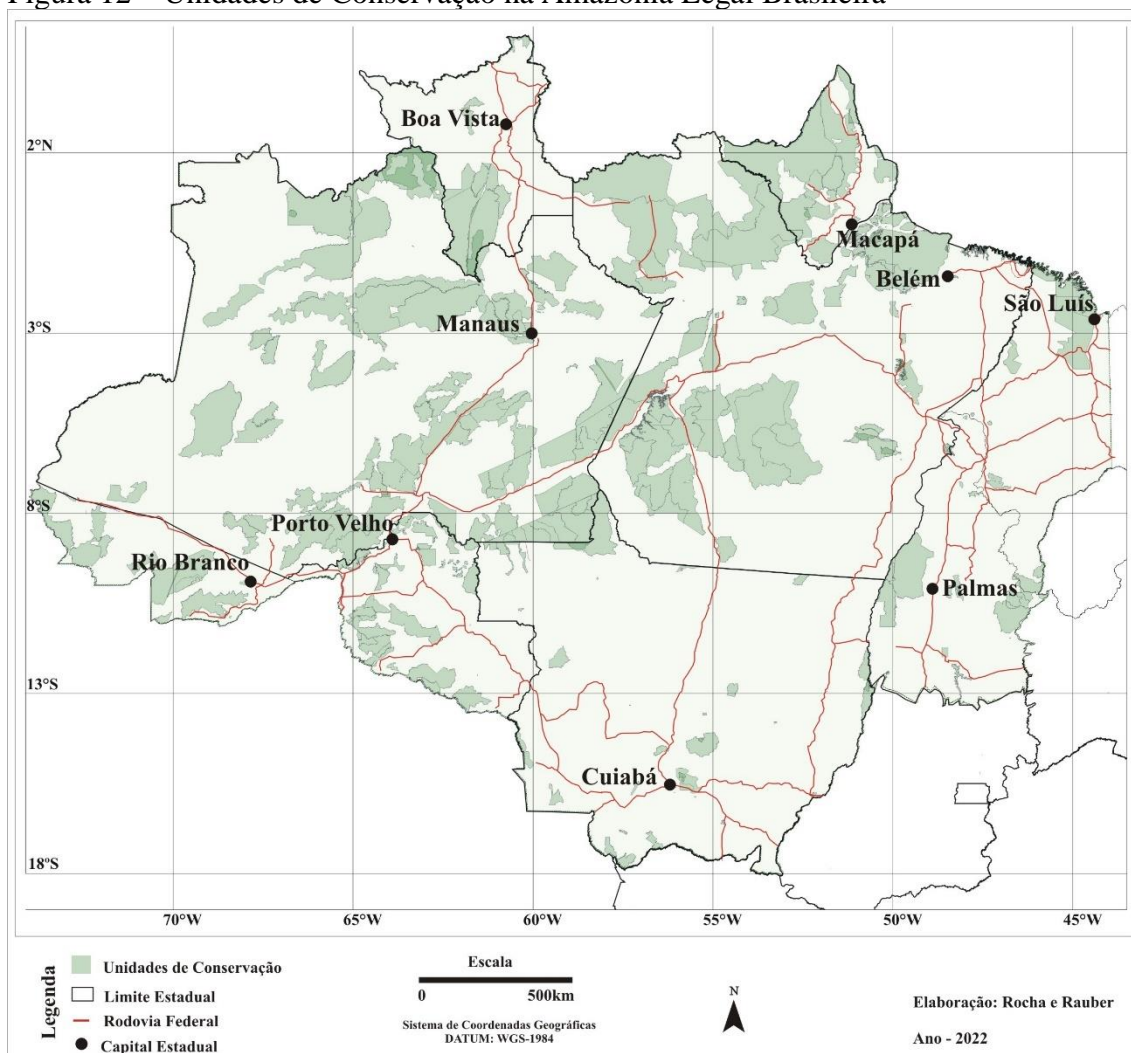 Figura 12 – Unidades de Conservação na Amazônia Legal Brasileira
Boa Vista
2°N
Macapá
Belém
São Luís
Manaus
3°S
8°S
Porto Velho
Rio Branco
Palmas
13°S
Cuiabá
18°S
70°W
65°W
60°W
55°W
50°W
45°W
Legenda
Unidades de Conservação
Limite Estadual
Rodovia Federal
Capital Estadual
Escala
0
500km
Sistema de Coordenadas Geográficas
DATUM: WGS-1984
N
Elaboração: Rocha e Rauber
Ano - 2022